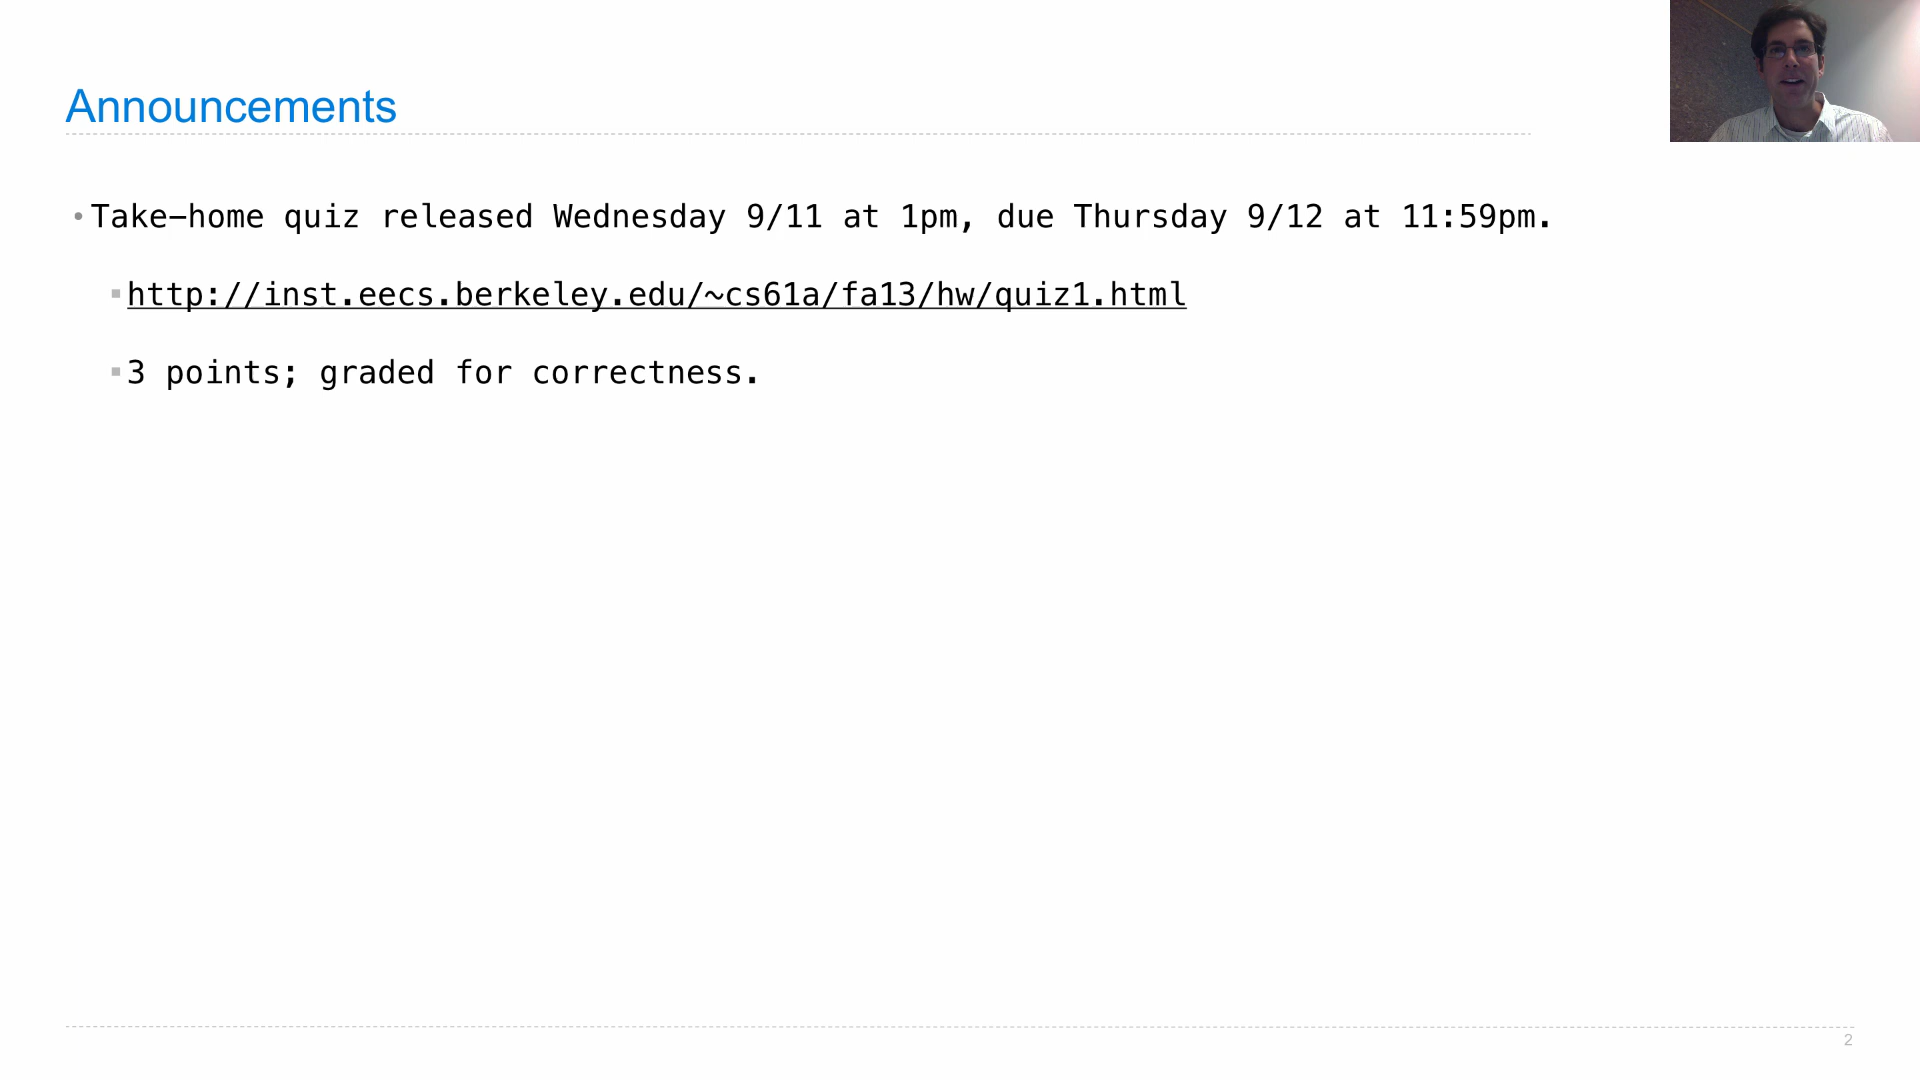 Announcements
• Take-home quiz released Wednesday 9/11 at 1pm, due Thursday 9/12 at 11:59pm.
▪ http://inst.eecs.berkeley.edu/~cs61a/fa13/hw/quiz1.html
▪ 3 points; graded for correctness.
2